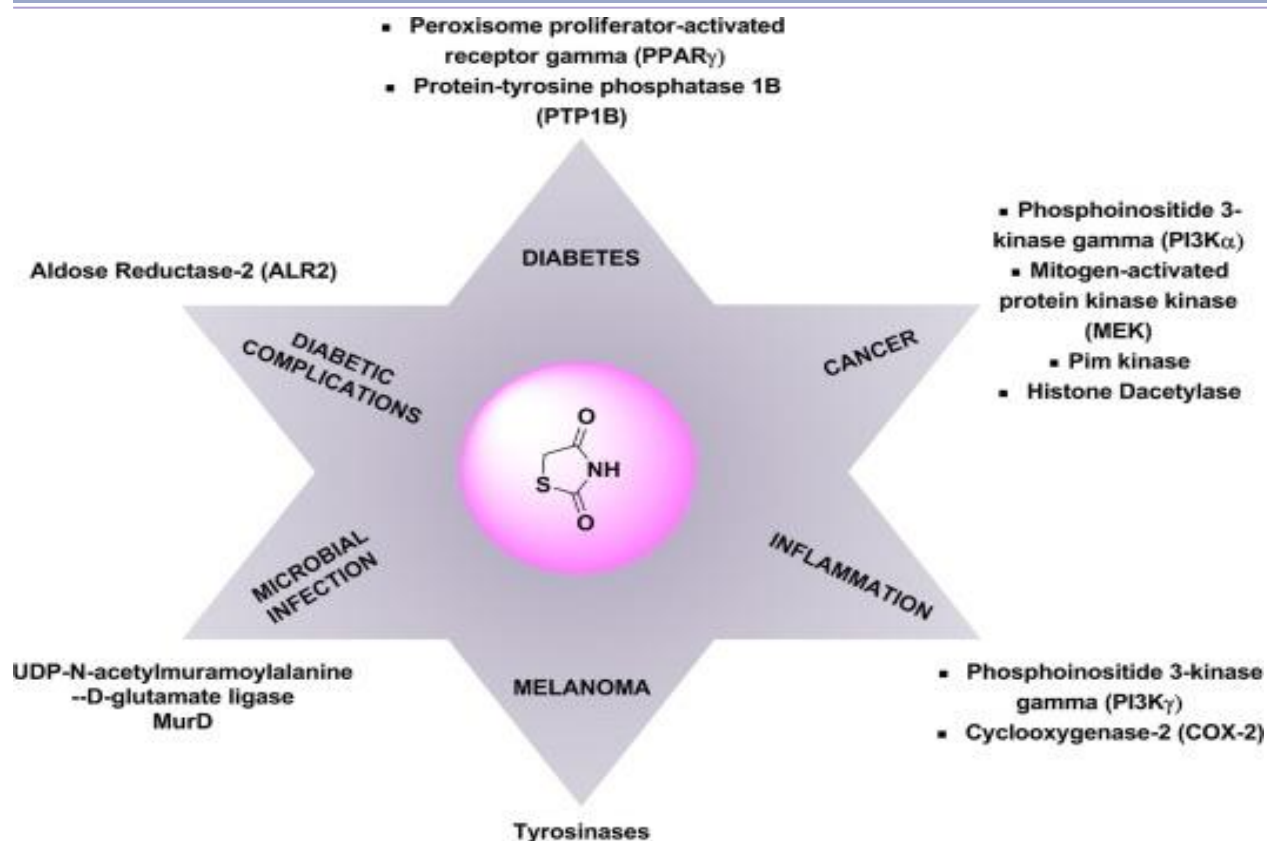 ▪ Peroxisome proliferator-activated
receptor gamma (PPARγ)
▪ Protein-tyrosine phosphatase 1B
(PTP1B)
DIABETES
Aldose Reductase-2 (ALR2)
DIABETIC
COMPLICATIONS
▪ Phosphoinositide 3-
kinase gamma (PI3Kα)
▪ Mitogen-activated
protein kinase kinase
(MEK)
▪ Pim kinase
▪ Histone Dacetylase
CANCER
O
NH
S
O
MICROBIAL
INFECTION
UDP-N-acetylmuramoylalanine
--D-glutamate ligase
MurD
INFLAMMATION
▪ Phosphoinositide 3-kinase
gamma (PI3Kγ)
▪ Cyclooxygenase-2 (COX-2)
MELANOMA
Tyrosinases